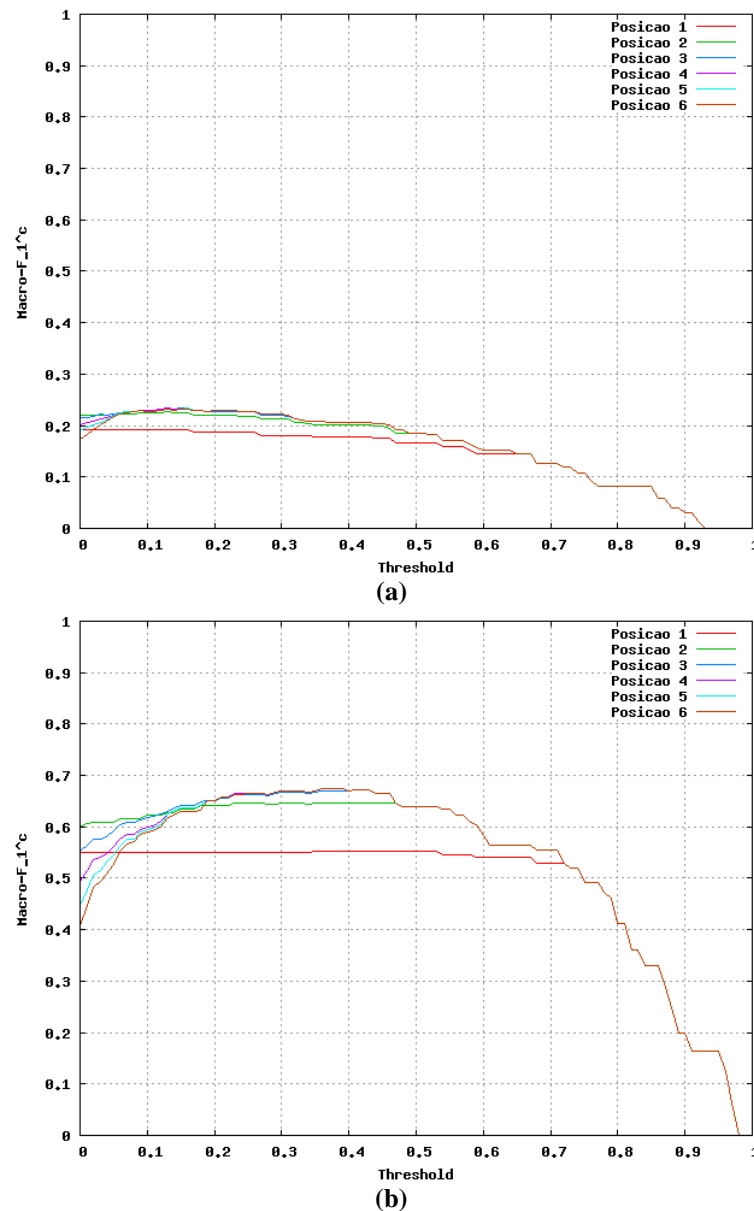 1
0.9
0.8
0.7
0.6
0.5
0.4
0.3
0.2
0.1
0
Macro-F_1^c
Posicao 1
Posicao 2
Posicao 3
Posicao 4
Posicao 5
Posicao 6
0 0.1 0.2 0.3 0.4 0.5 0.6 0.7 0.8 0.9 1
Threshold
(a)
1
0.9
0.8
0.7
0.6
0.5
0.4
0.3
0.2
0.1
0
Macro-F_1^c
Posicao 1
Posicao 2
Posicao 3
Posicao 4
Posicao 5
Posicao 6
0 0.1 0.2 0.3 0.4 0.5 0.6 0.7 0.8 0.9 1
Threshold
(b)